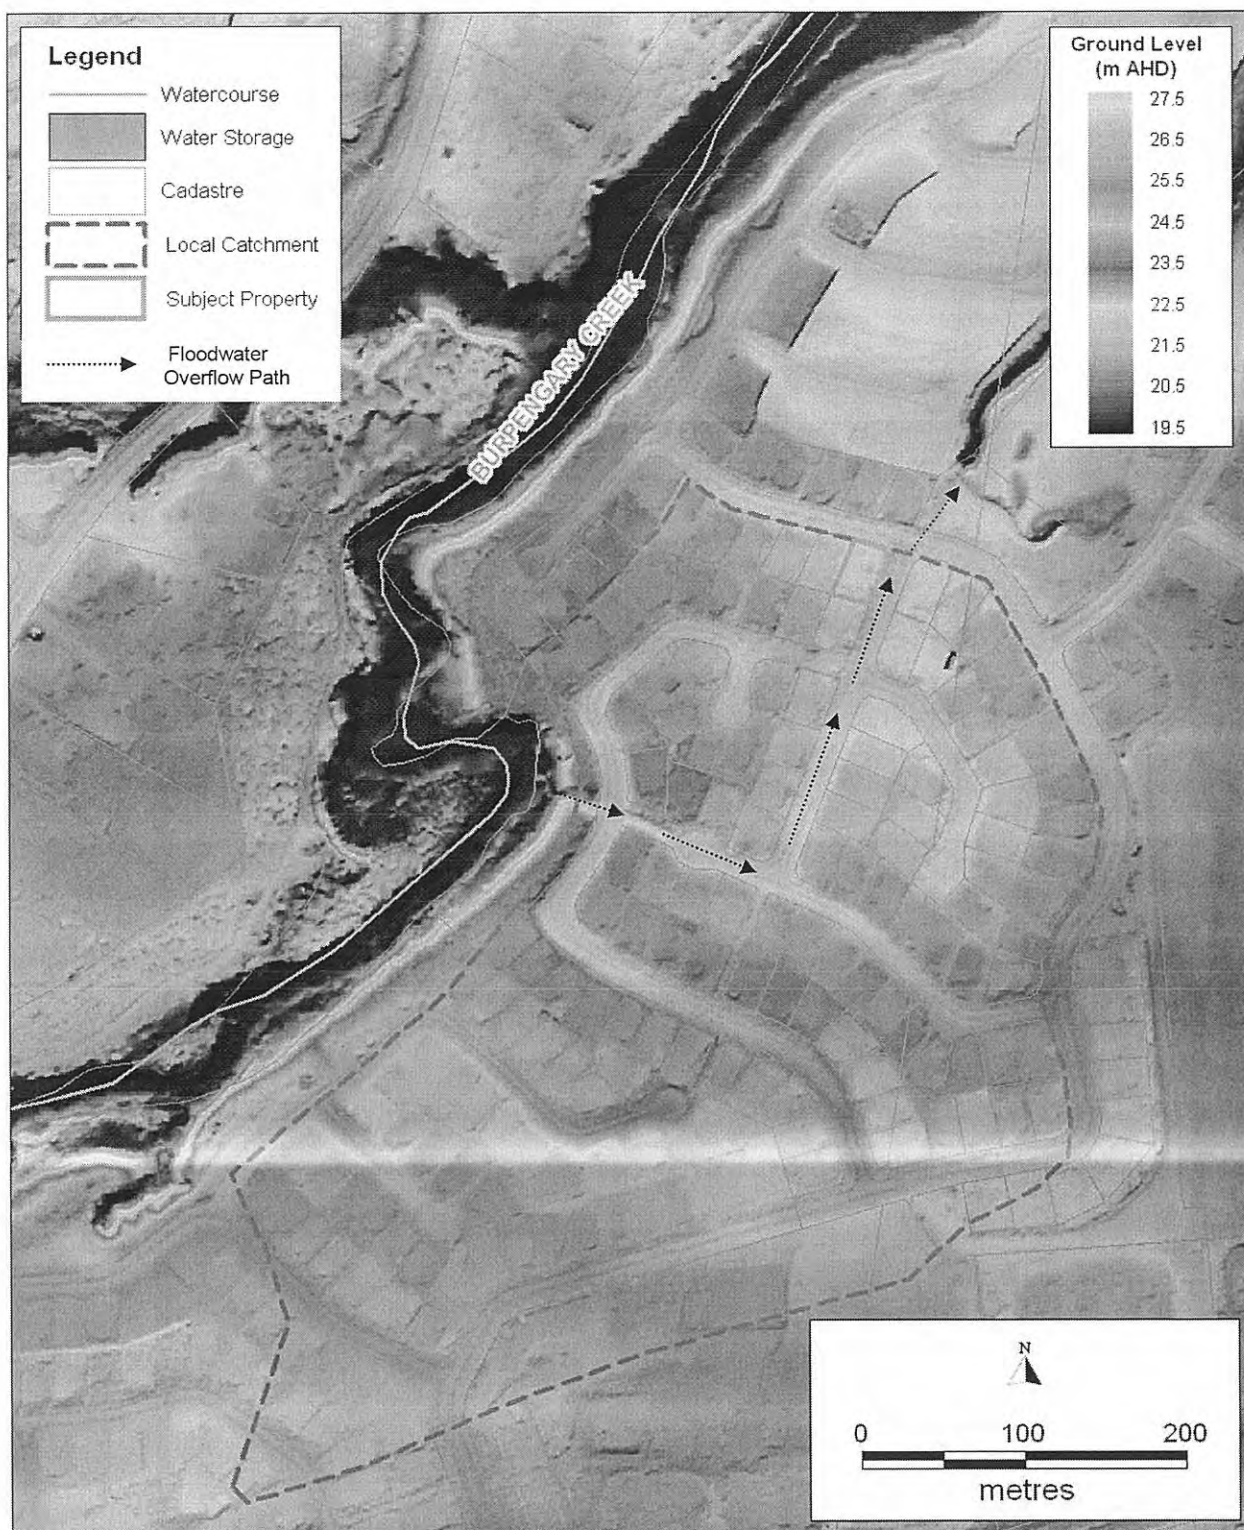 Legend
Watercourse
Water Storage
Cadastre
Local Catchment
Subject Property
Floodwater
Overflow Path
Ground Level
(m AHD)
27.5
26.5
25.5
24.5
23.5
22.5
21.5
20.5
19.5
BURPENGARY CREEK
N
0 100 200
metres